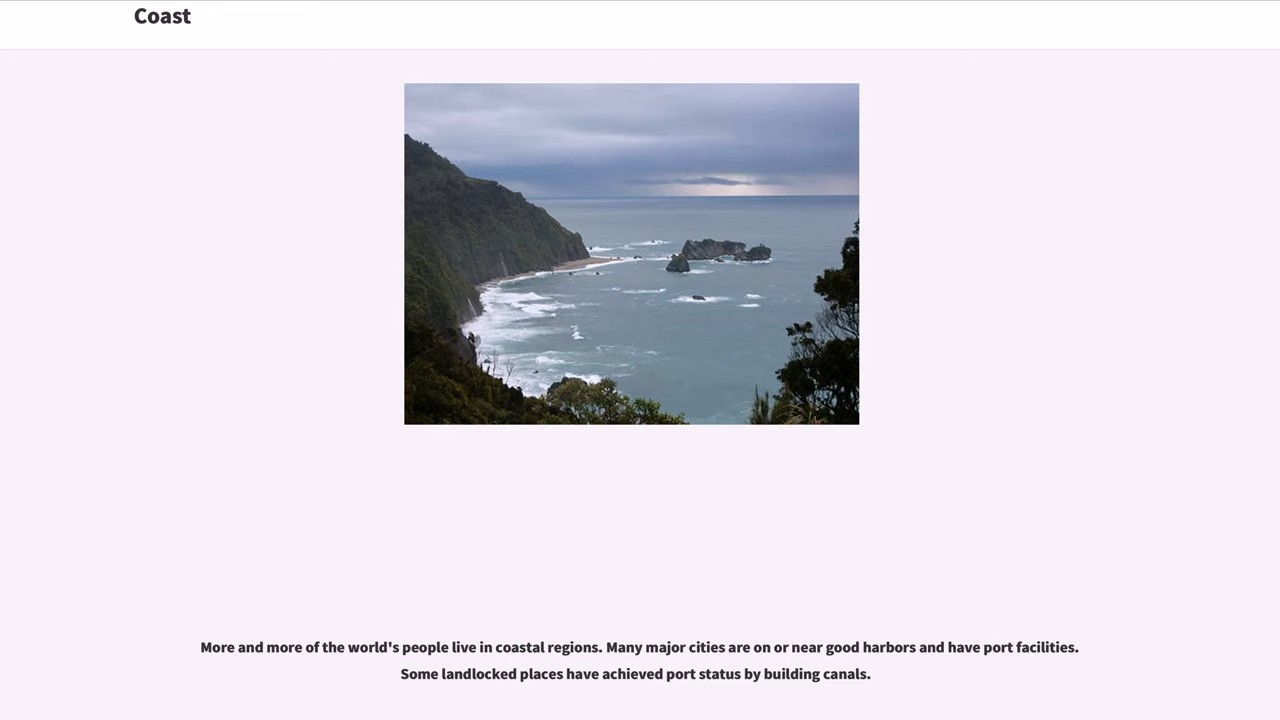 Coast
More and more of the world's people live in coastal regions. Many major cities are on or near good harbors and have port facilities.
Some landlocked places have achieved port status by building canals.